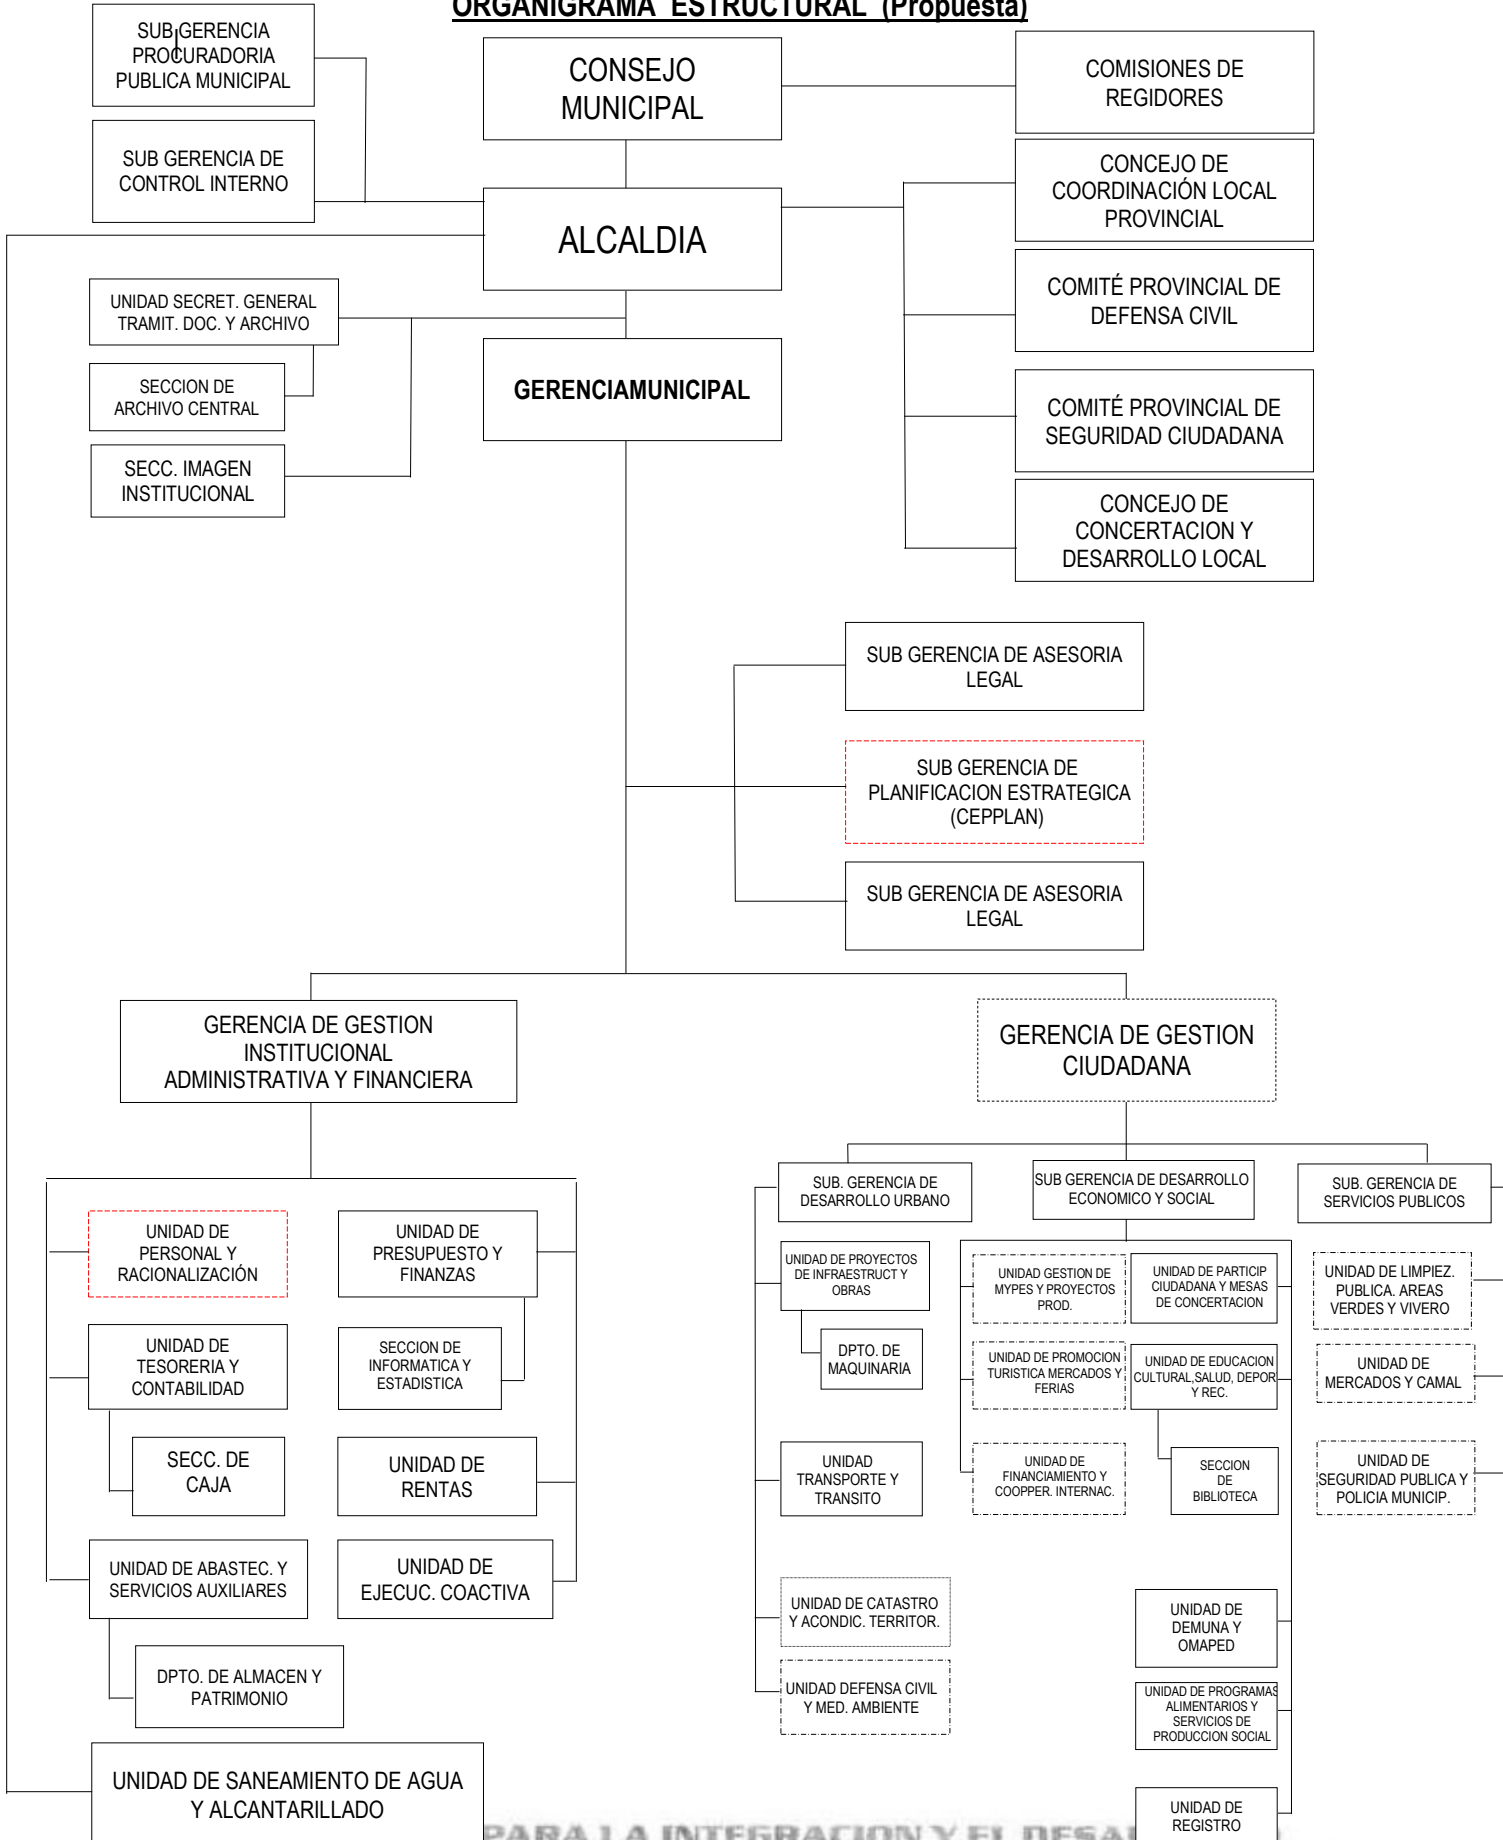 ORGANIGRAMA ESTRUCTURAL (Propuesta)
SUB GERENCIA
PROCURADORIA
PUBLICA MUNICIPAL
CONSEJO
MUNICIPAL
COMISIONES DE
REGIDORES
SUB GERENCIA DE
CONTROL INTERNO
CONCEJO DE
COORDINACIÓN LOCAL
PROVINCIAL
ALCALDIA
COMITÉ PROVINCIAL DE
DEFENSA CIVIL
UNIDAD SECRET. GENERAL
TRAMIT. DOC. Y ARCHIVO
GERENCIAMUNICIPAL
SECCION DE
ARCHIVO CENTRAL
COMITÉ PROVINCIAL DE
SEGURIDAD CIUDADANA
SECC. IMAGEN
INSTITUCIONAL
CONCEJO DE
CONCERTACION Y
DESARROLLO LOCAL
SUB GERENCIA DE ASESORIA
LEGAL
SUB GERENCIA DE
PLANIFICACION ESTRATEGICA
(CEPPLAN)
SUB GERENCIA DE ASESORIA
LEGAL
GERENCIA DE GESTION
INSTITUCIONAL
ADMINISTRATIVA Y FINANCIERA
GERENCIA DE GESTION
CIUDADANA
UNIDAD DE
PERSONAL Y
RACIONALIZACIÓN
UNIDAD DE
PRESUPUESTO Y
FINANZAS
UNIDAD DE
TESORERIA Y
CONTABILIDAD
SECCION DE
INFORMATICA Y
ESTADISTICA
SECC. DE
CAJA
UNIDAD DE
RENTAS
UNIDAD DE ABASTEC. Y
SERVICIOS AUXILIARES
UNIDAD DE
EJECUC. COACTIVA
DPTO. DE ALMACEN Y
PATRIMONIO
UNIDAD DE SANEAMIENTO DE AGUA
Y ALCANTARILLADO
SUB. GERENCIA DE
DESARROLLO URBANO
SUB GERENCIA DE DESARROLLO
ECONOMICO Y SOCIAL
SUB. GERENCIA DE
SERVICIOS PUBLICOS
UNIDAD DE PROYECTOS
DE INFRAESTRUCT Y
OBRAS
DPTO. DE
MAQUINARIA
UNIDAD
TRANSPORTE Y
TRANSITO
UNIDAD DE CATASTRO
Y ACONDIC. TERRITOR.
UNIDAD DEFENSA CIVIL
Y MED. AMBIENTE
UNIDAD GESTION DE
MYPES Y PROYECTOS
PROD.
UNIDAD DE PROMOCION
TURISTICA MERCADOS Y
FERIAS
UNIDAD DE
FINANCIAMIENTO Y
COOPPER. INTERNAC.
UNIDAD DE PARTICIP
CIUDADANA Y MESAS
DE CONCERTACION
UNIDAD DE EDUCACION
CULTURAL,SALUD, DEPOR
Y REC.
SECCION
DE
BIBLIOTECA
UNIDAD DE
DEMUNA Y
OMAPED
UNIDAD DE PROGRAMAS
ALIMENTARIOS Y
SERVICIOS DE
PRODUCCION SOCIAL
UNIDAD DE
REGISTRO
UNIDAD DE LIMPIEZ.
PUBLICA. AREAS
VERDES Y VIVERO
UNIDAD DE
MERCADOS Y CAMAL
UNIDAD DE
SEGURIDAD PUBLICA Y
POLICIA MUNICIP.
PARA LA INTEGRACION Y EL